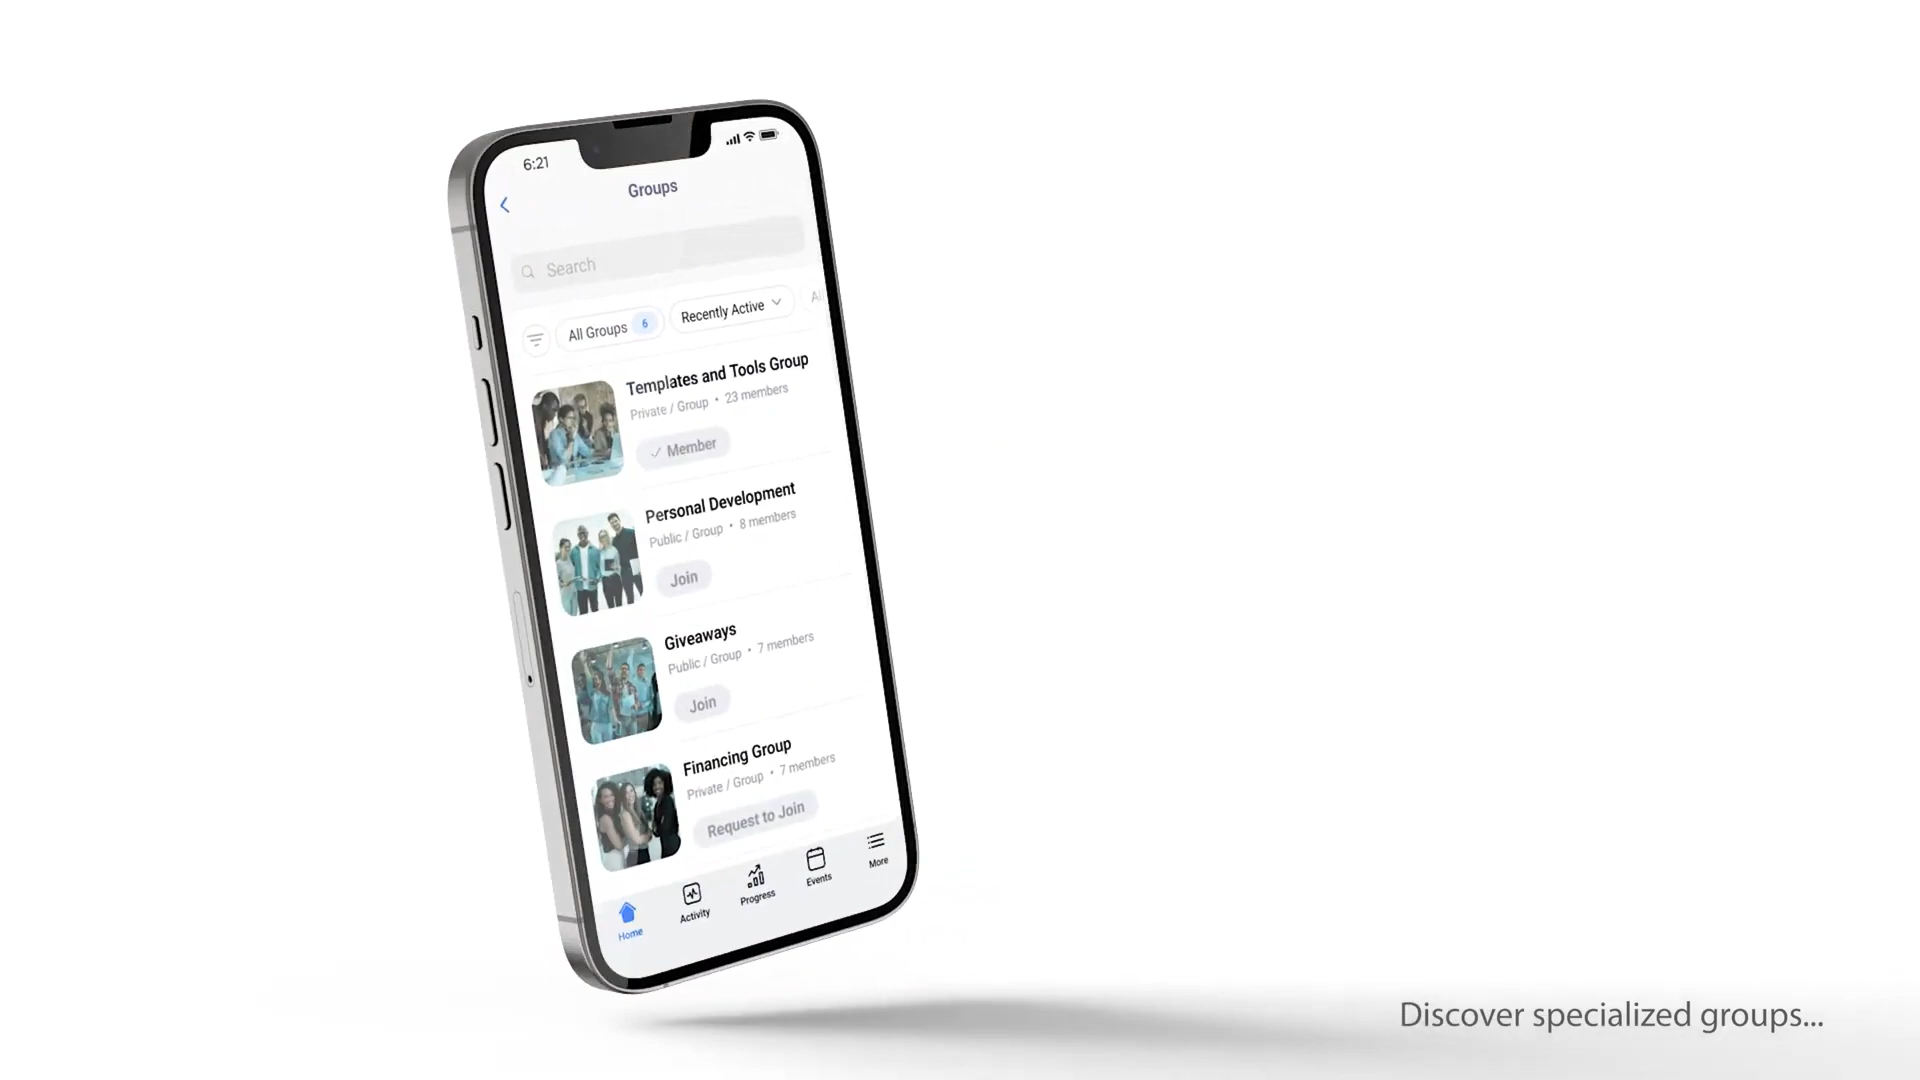 6:21
Groups
Search
All Groups 6
Recently Active
All
Templates and Tools Group
Private / Group • 23 members
Member
Personal Development
Public / Group • 8 members
Join
Giveaways
Public / Group • 7 members
Join
Financing Group
Private / Group • 7 members
Request to Join
Home
Activity
Progress
Events
More
Discover specialized groups...